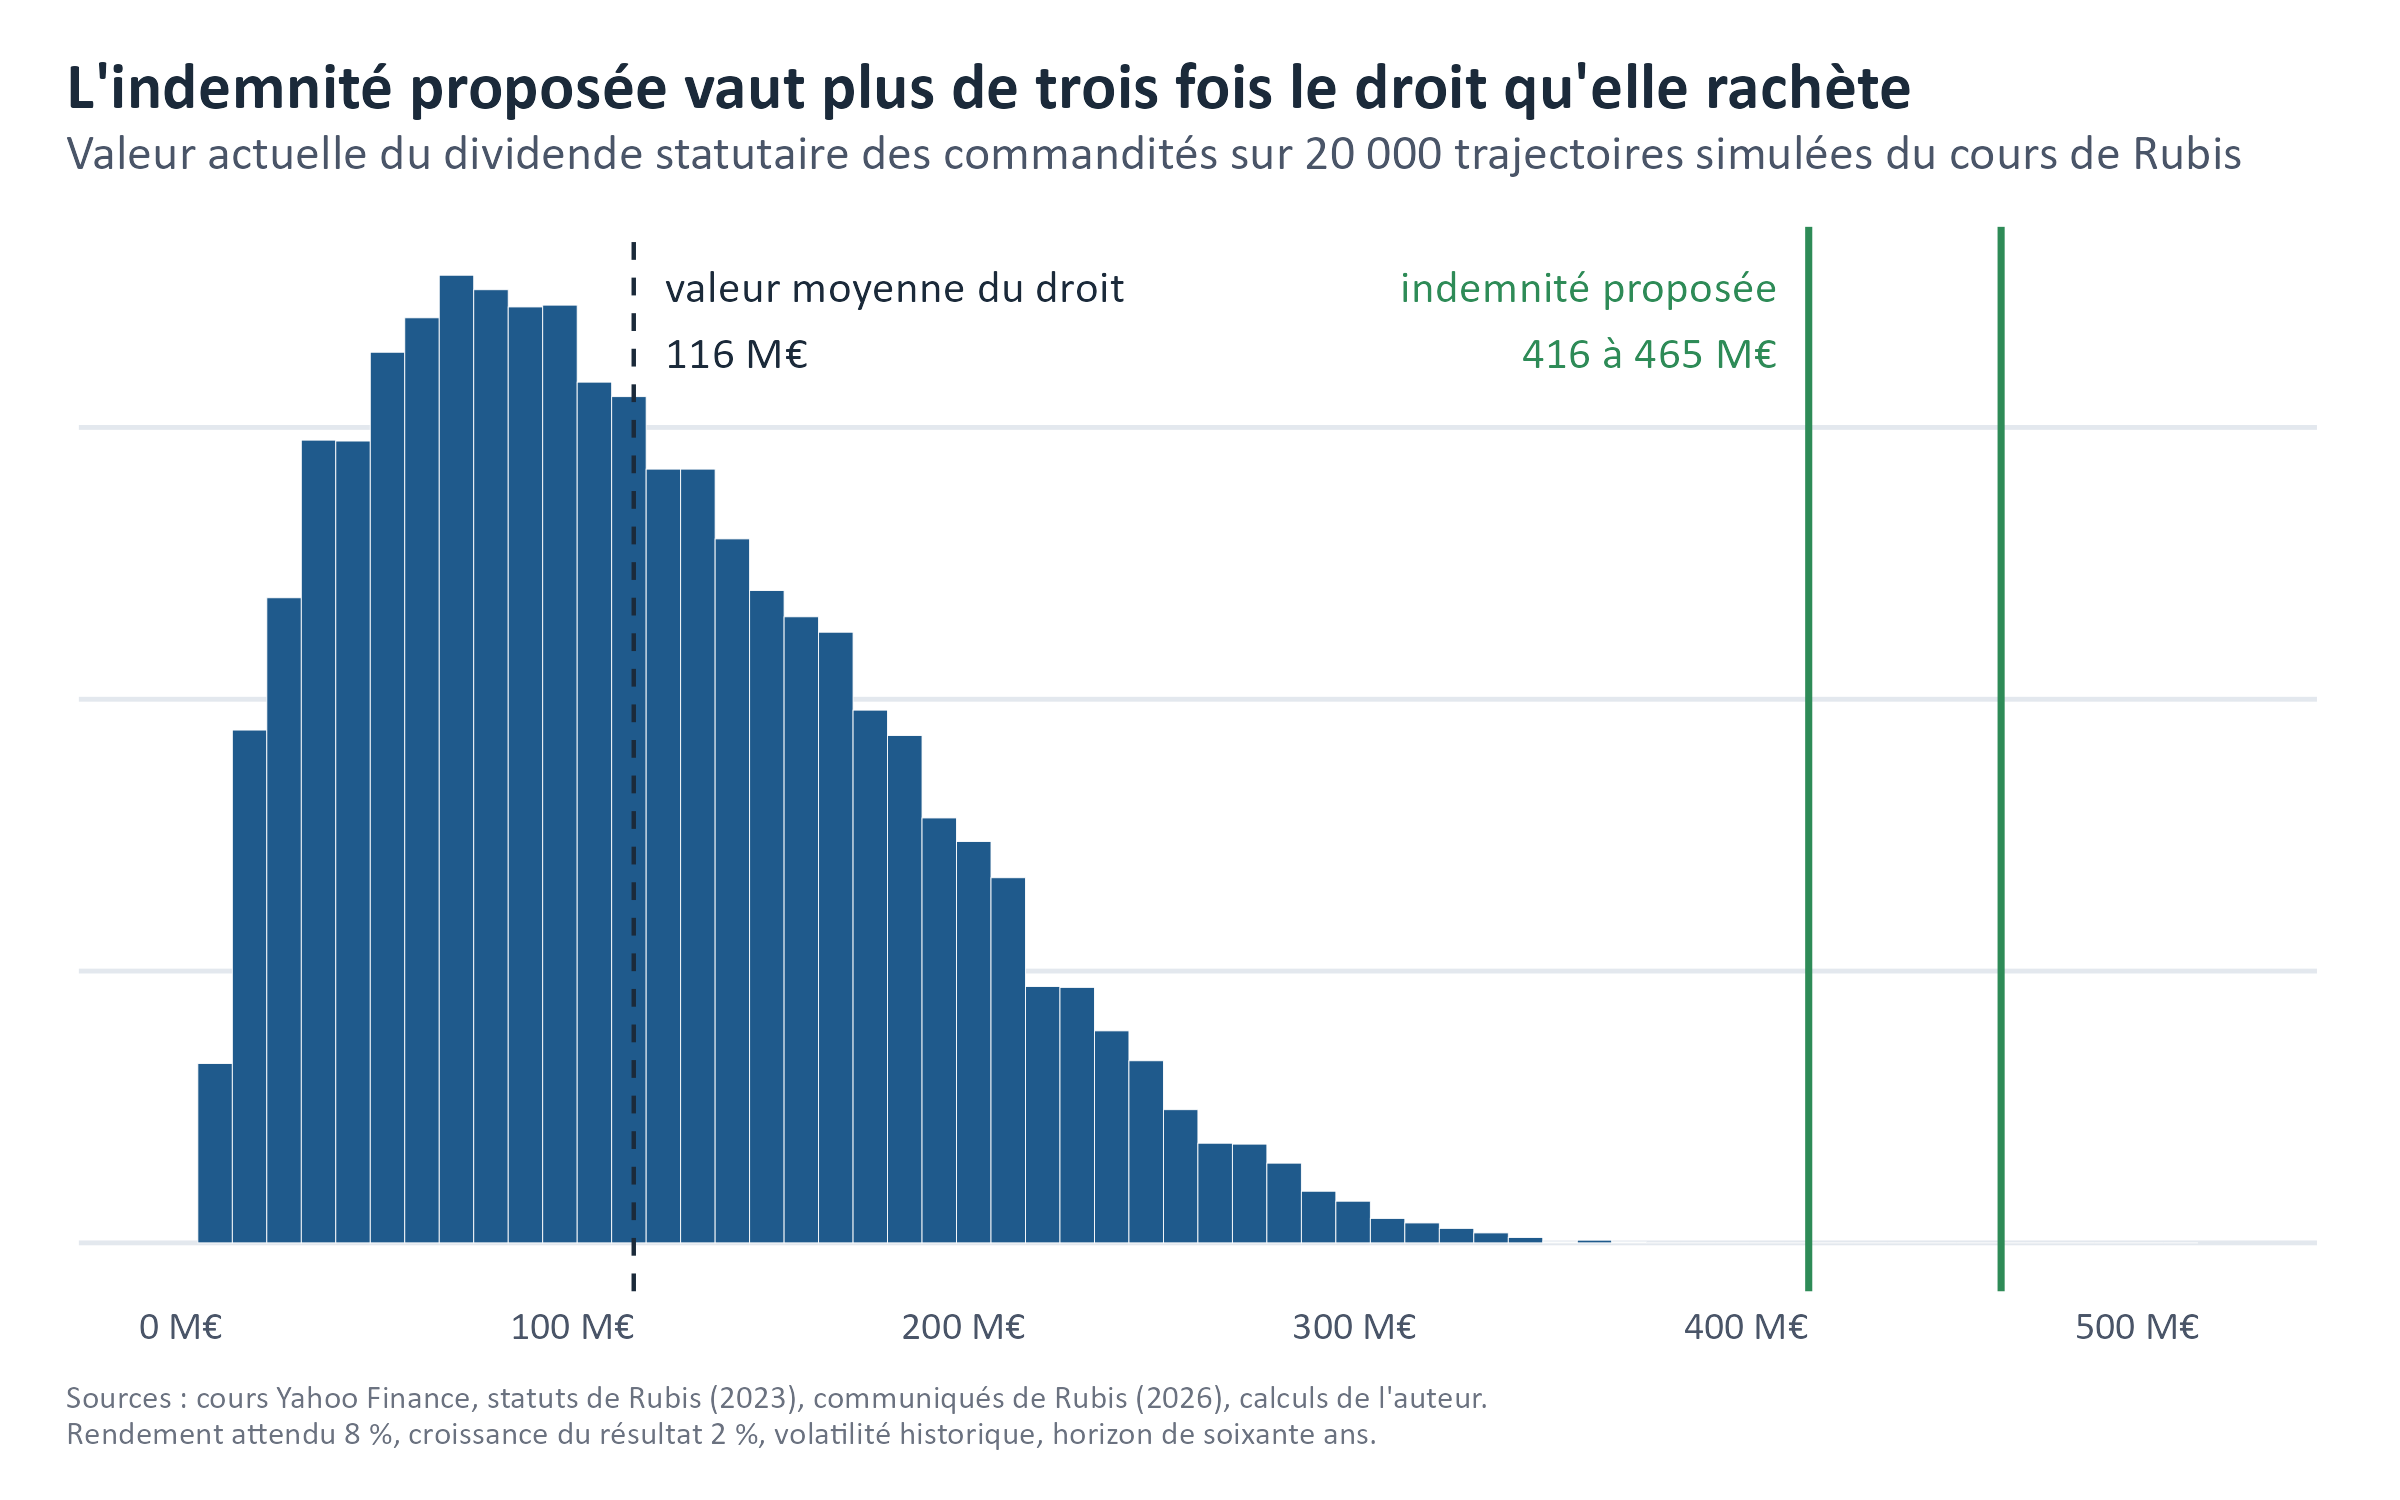 L'indemnité proposée vaut plus de trois fois le droit qu'elle rachète
Valeur actuelle du dividende statutaire des commandités sur 20 000 trajectoires simulées du cours de Rubis
valeur moyenne du droit
116 M€
indemnité proposée
416 à 465 M€
0 M€
100 M€
200 M€
300 M€
400 M€
500 M€
Sources : cours Yahoo Finance, statuts de Rubis (2023), communiqués de Rubis (2026), calculs de l'auteur.
Rendement attendu 8 %, croissance du résultat 2 %, volatilité historique, horizon de soixante ans.